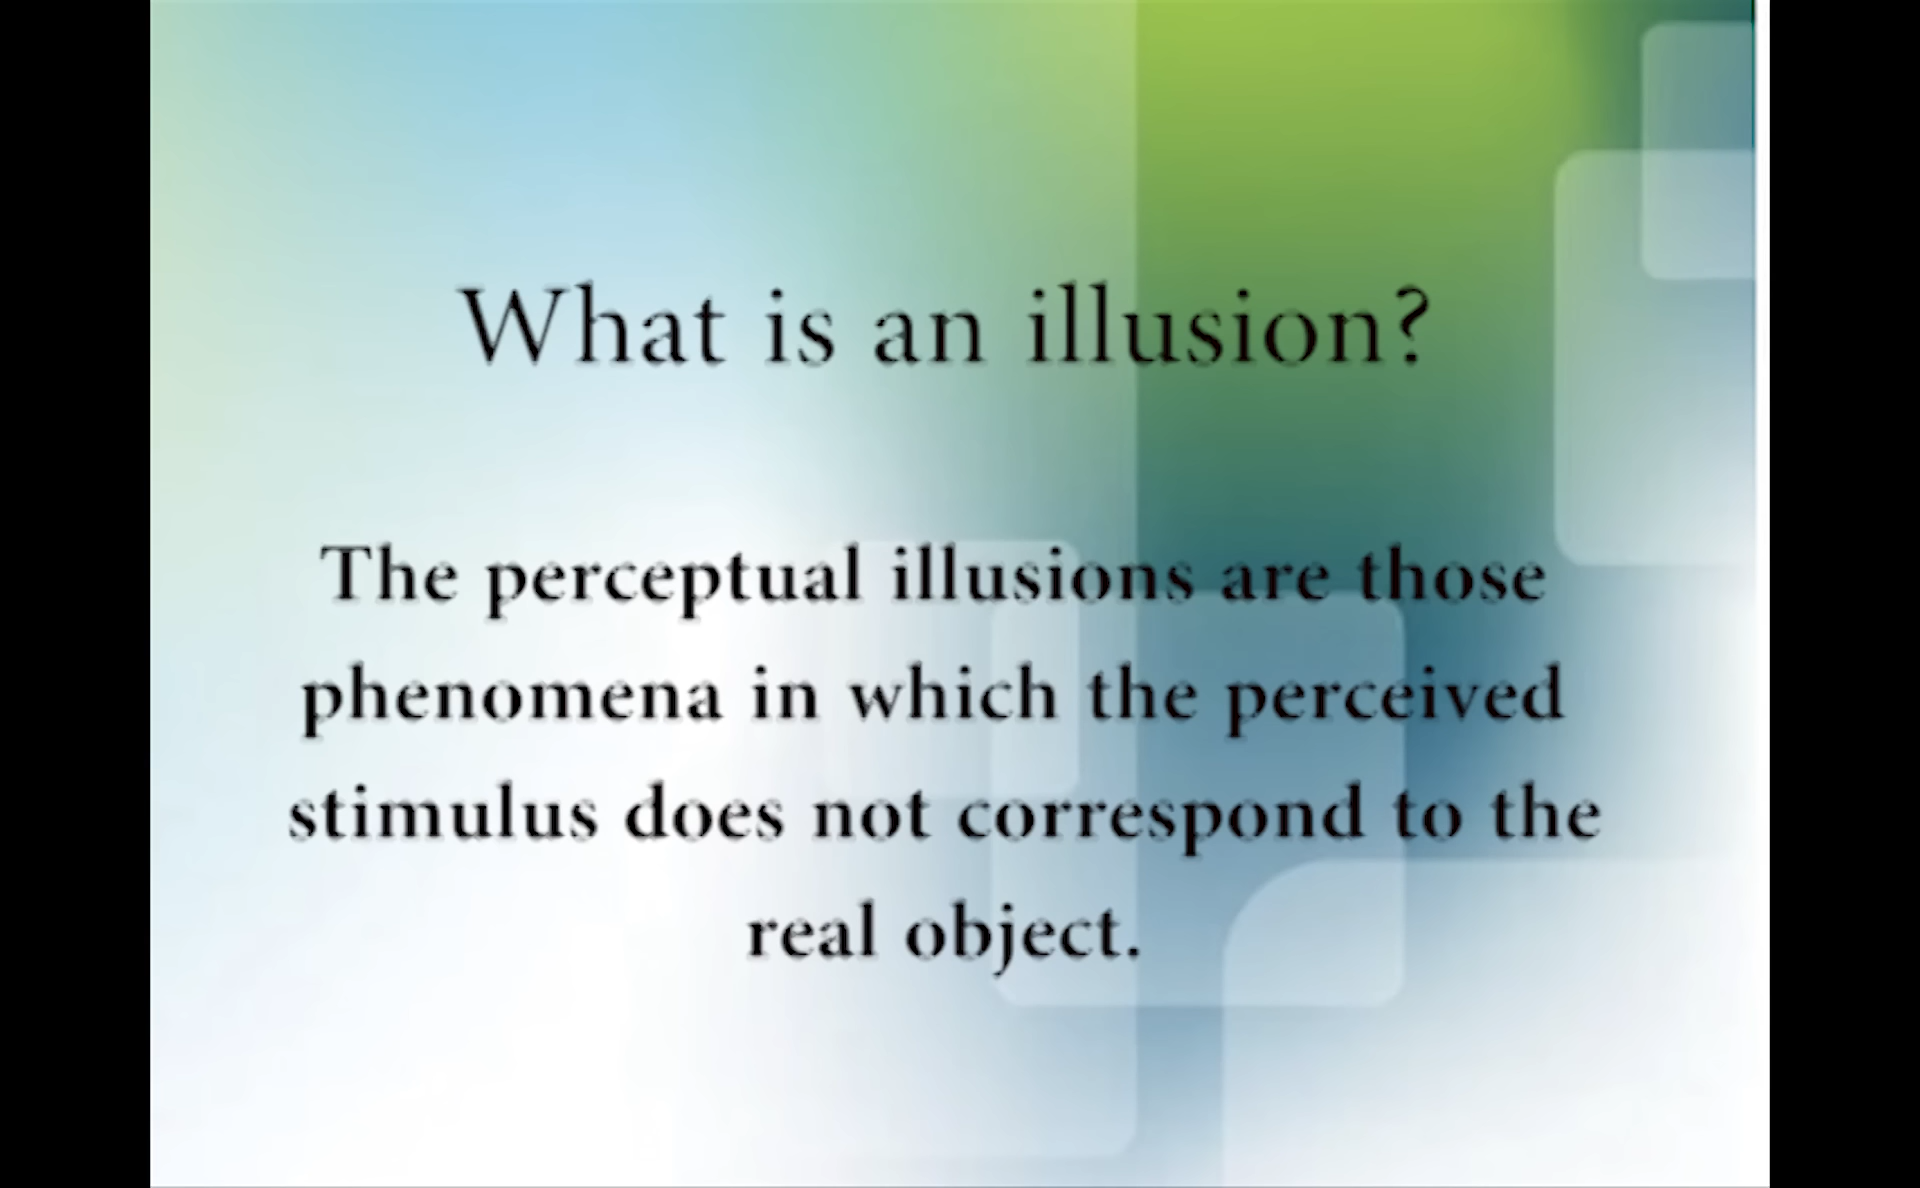 What is an illusion?
The perceptual illusions are those
phenomena in which the perceived
stimulus does not correspond to the
real object.